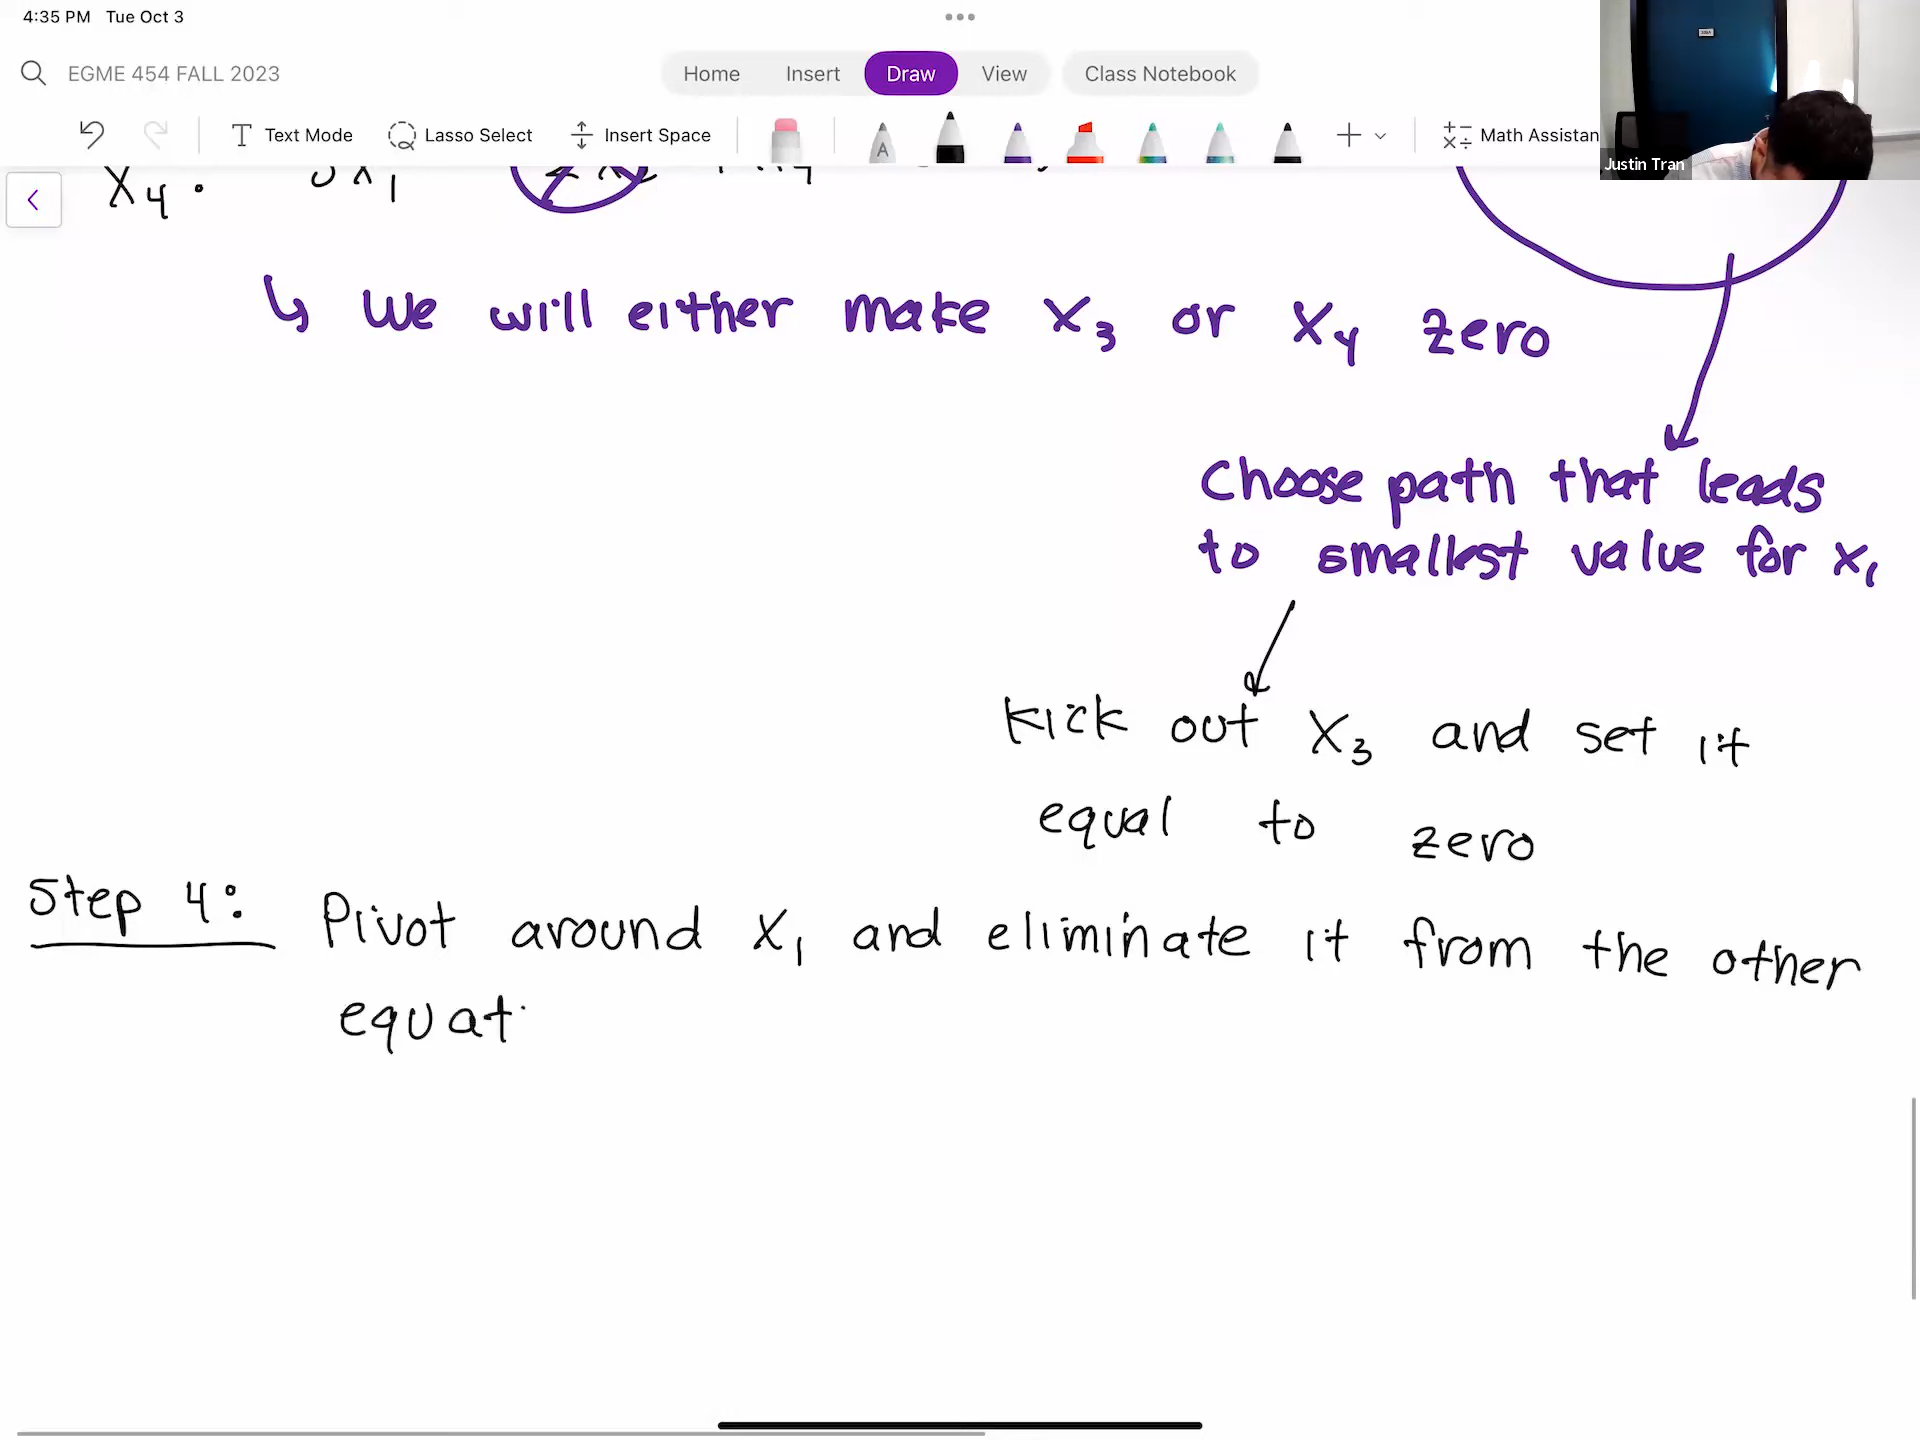 4:35 PM Tue Oct 3
EGME 454 FALL 2023
Home Insert Draw View Class Notebook
Text Mode Lasso Select Insert Space A Math Assistan
Justin Tran
X₄:
↳ We will either make X₃ or X₄ zero
Choose path that leads
to smallest value for x₁
Kick out X₃ and set it
equal to zero
Step 4: Pivot around X₁ and eliminate it from the other
equat